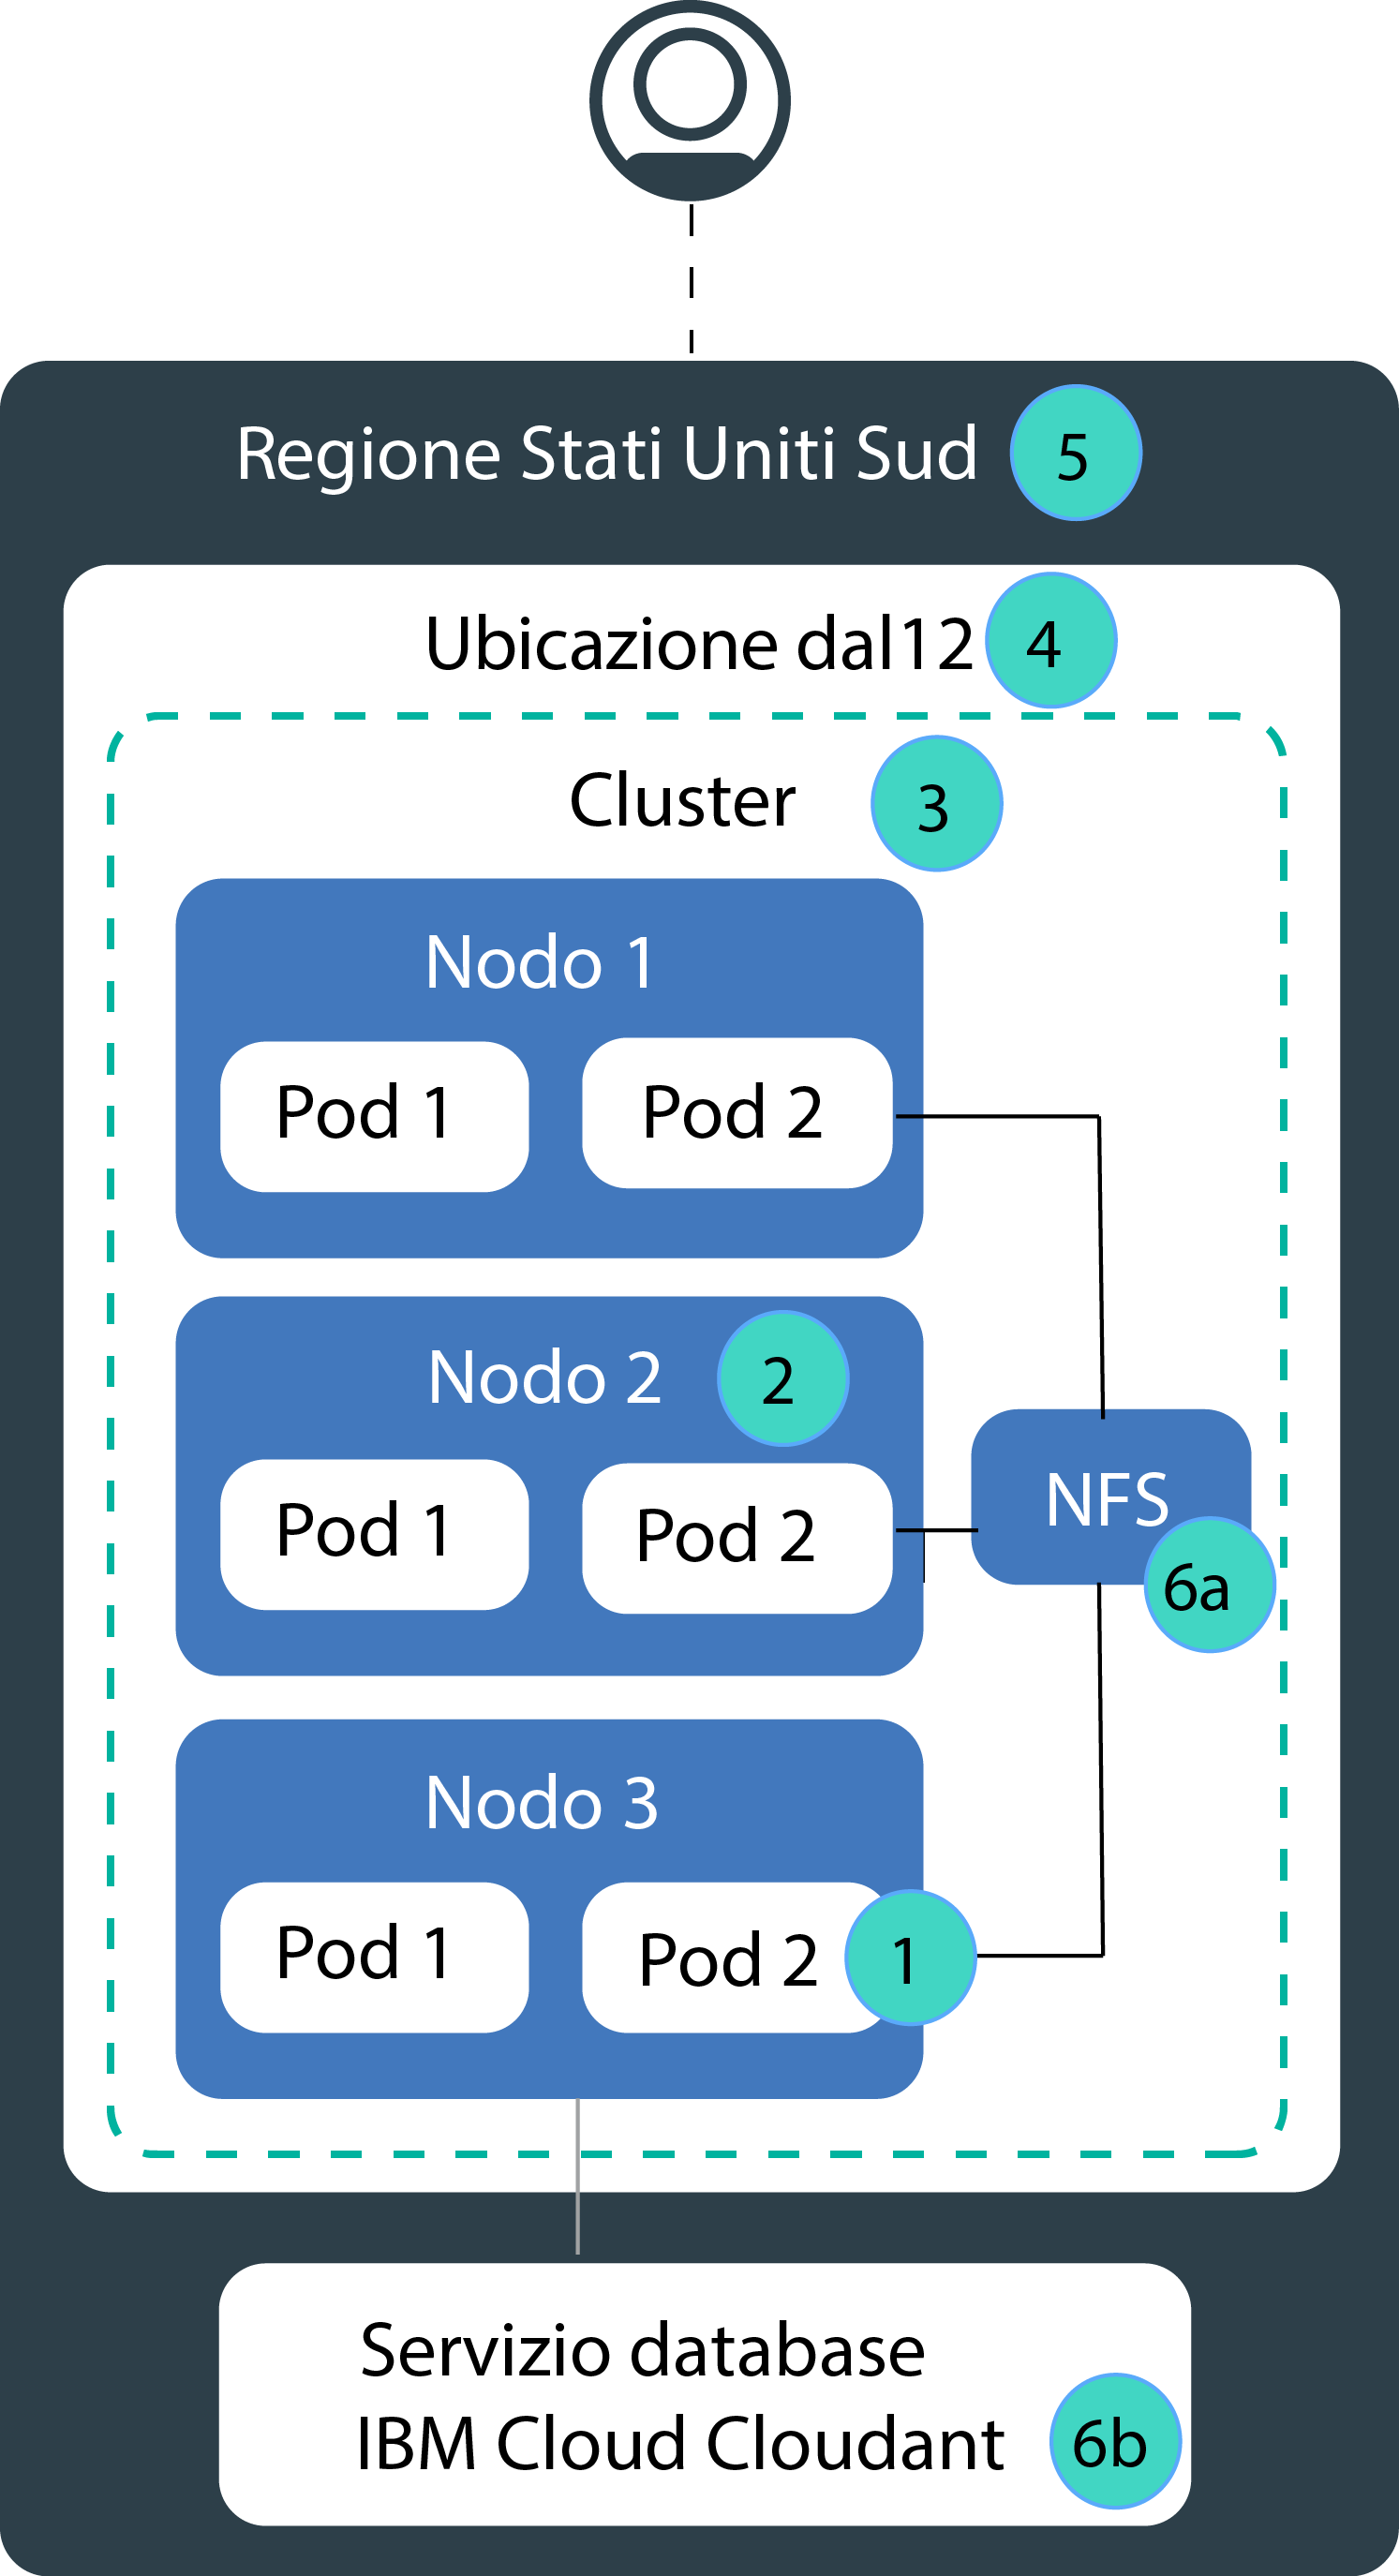 Regione Stati Uniti Sud 5
Ubicazione dal12 4
Cluster 3
Nodo 1
Pod 1 Pod 2
Nodo 2 2
Pod 1 Pod 2
NFS
6a
Nodo 3
Pod 1 Pod 2 1
Servizio database
IBM Cloud Cloudant 6b